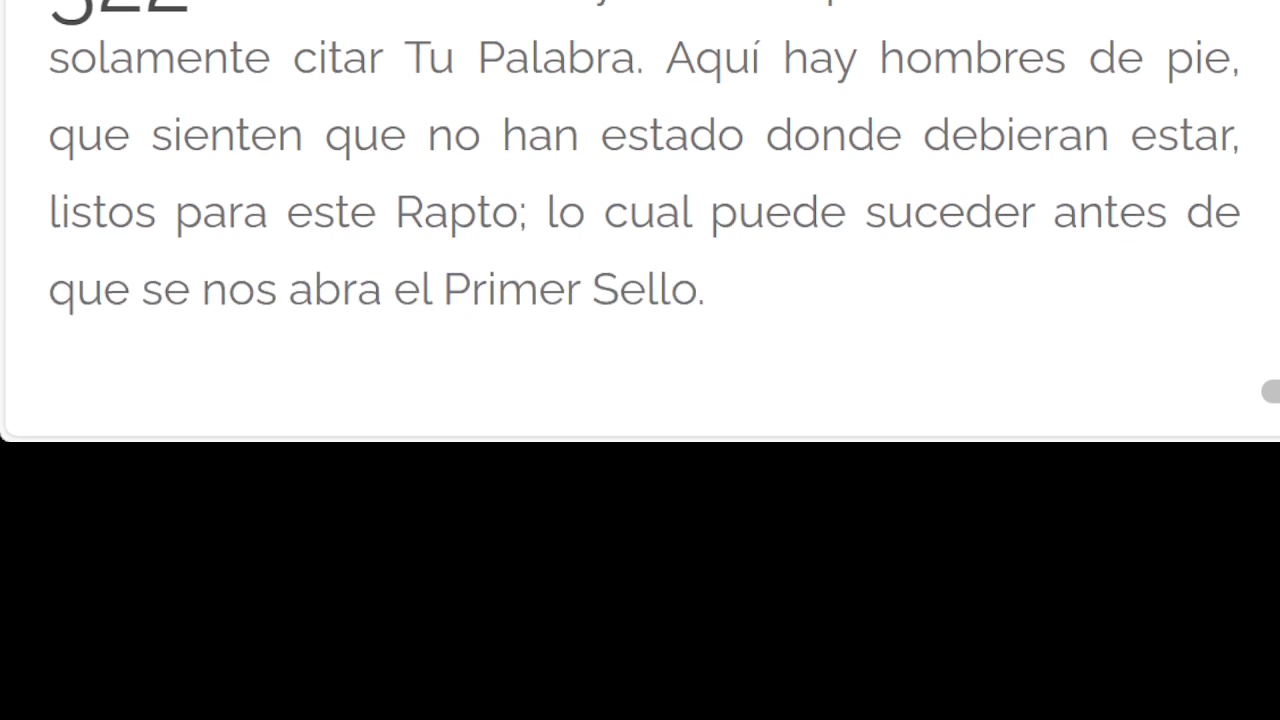 solamente citar Tu Palabra. Aquí hay hombres de pie,
que sienten que no han estado donde debieran estar,
listos para este Rapto; lo cual puede suceder antes de
que se nos abra el Primer Sello.